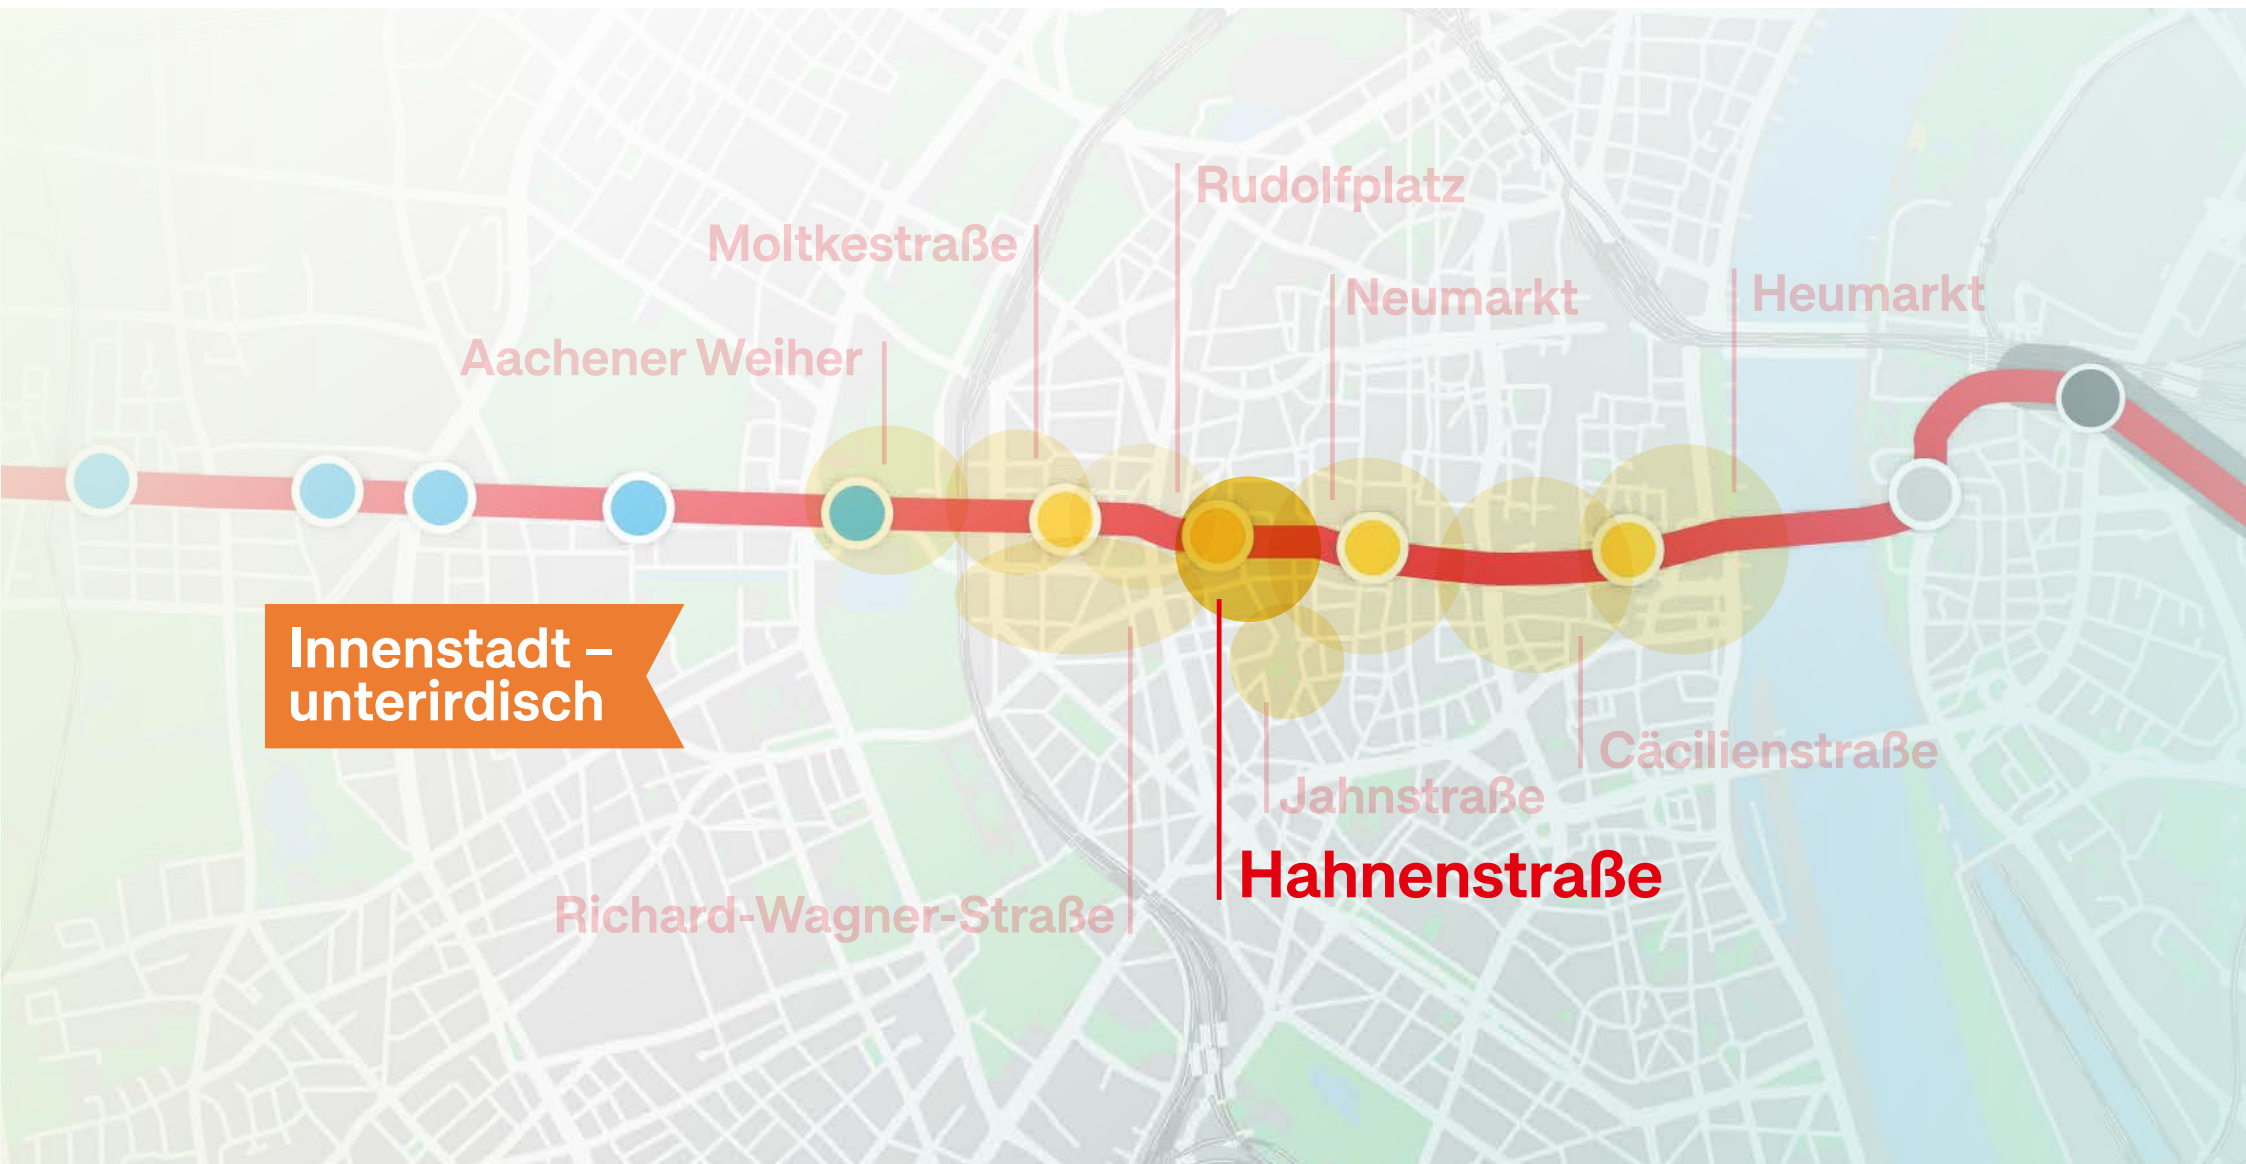 Rudolfplatz
Moltkestraße
Neumarkt
Heumarkt
Aachener Weiher
Innenstadt –
unterirdisch
Cäcilienstraße
Jahnstraße
Hahnenstraße
Richard-Wagner-Straße